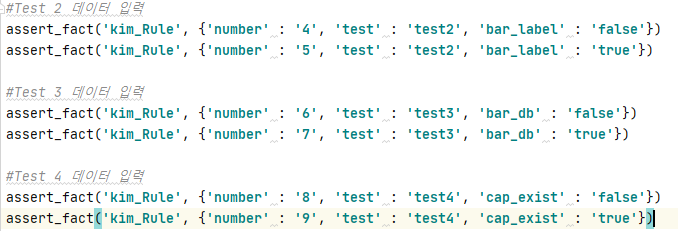 #Test 2 데이터 입력
assert_fact('kim_Rule', {'number' : '4', 'test' : 'test2', 'bar_label' : 'false'})
assert_fact('kim_Rule', {'number' : '5', 'test' : 'test2', 'bar_label' : 'true'})
#Test 3 데이터 입력
assert_fact('kim_Rule', {'number' : '6', 'test' : 'test3', 'bar_db' : 'false'})
assert_fact('kim_Rule', {'number' : '7', 'test' : 'test3', 'bar_db' : 'true'})
#Test 4 데이터 입력
assert_fact('kim_Rule', {'number' : '8', 'test' : 'test4', 'cap_exist' : 'false'})
assert_fact('kim_Rule', {'number' : '9', 'test' : 'test4', 'cap_exist' : 'true'})